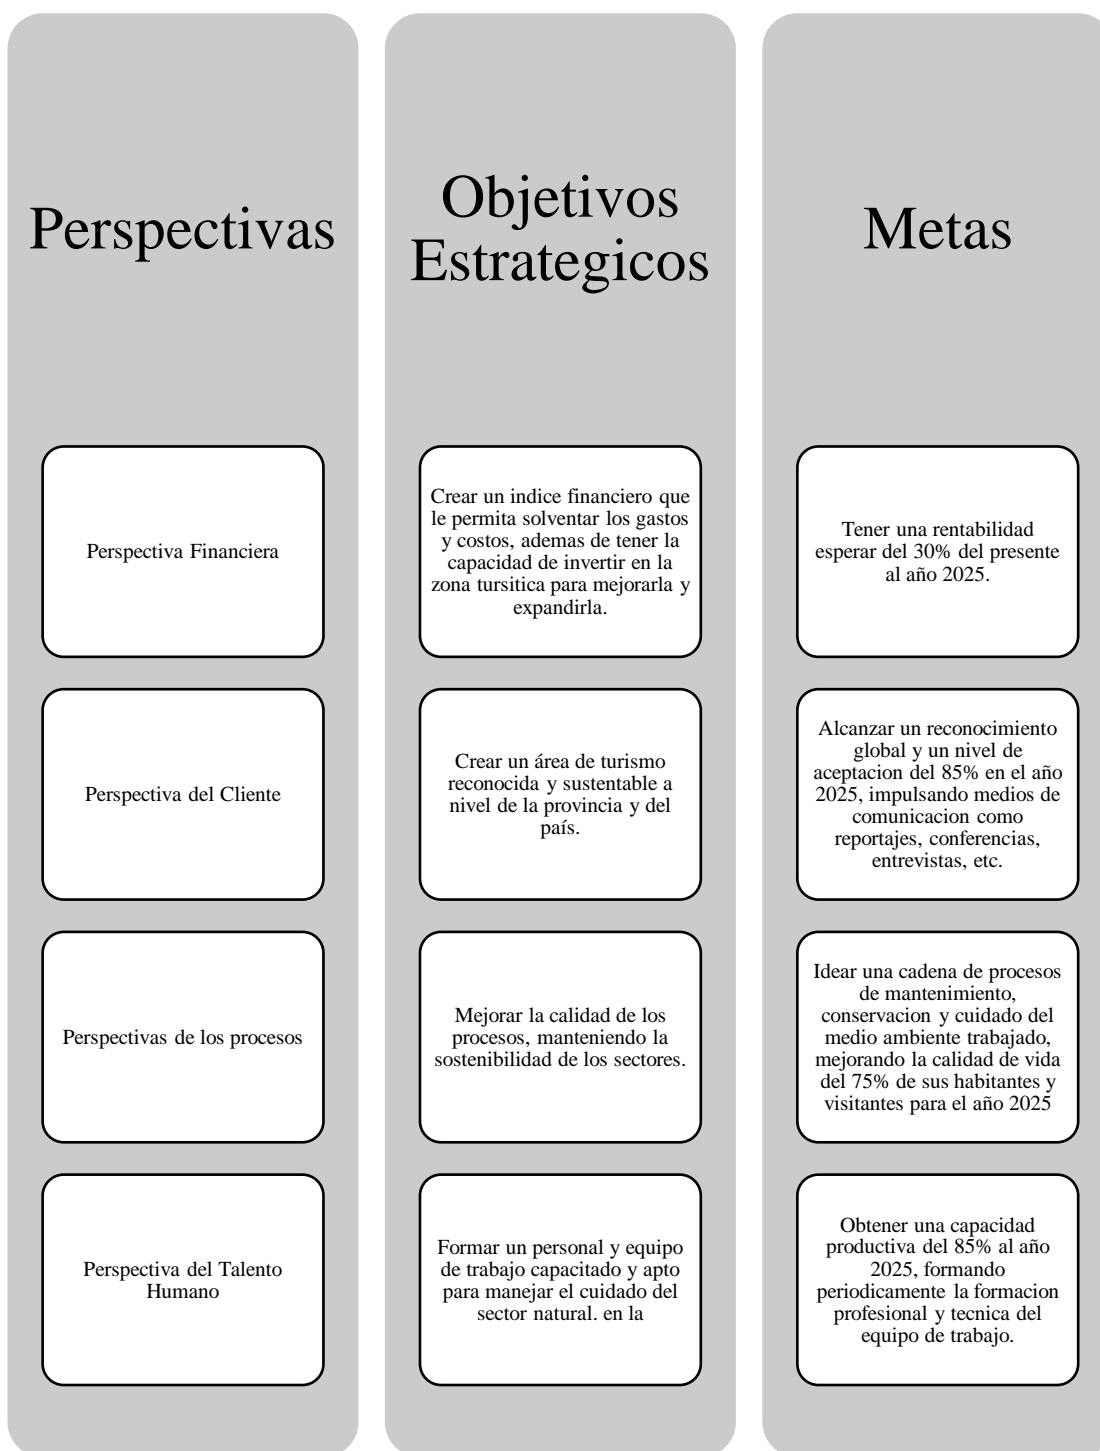 Perspectivas
Objetivos
Estrategicos
Metas
Perspectiva Financiera
Crear un indice financiero que
le permita solventar los gastos
y costos, ademas de tener la
capacidad de invertir en la
zona tursitica para mejorarla y
expandirla.
Tener una rentabilidad
esperar del 30% del presente
al año 2025.
Perspectiva del Cliente
Crear un área de turismo
reconocida y sustentable a
nivel de la provincia y del
país.
Alcanzar un reconocimiento
global y un nivel de
aceptacion del 85% en el año
2025, impulsando medios de
comunicacion como
reportajes, conferencias,
entrevistas, etc.
Perspectivas de los procesos
Mejorar la calidad de los
procesos, manteniendo la
sostenibilidad de los sectores.
Idear una cadena de procesos
de mantenimiento,
conservacion y cuidado del
medio ambiente trabajado,
mejorando la calidad de vida
del 75% de sus habitantes y
visitantes para el año 2025
Perspectiva del Talento
Humano
Formar un personal y equipo
de trabajo capacitado y apto
para manejar el cuidado del
sector natural. en la
Obtener una capacidad
productiva del 85% al año
2025, formando
periodicamente la formacion
profesional y tecnica del
equipo de trabajo.